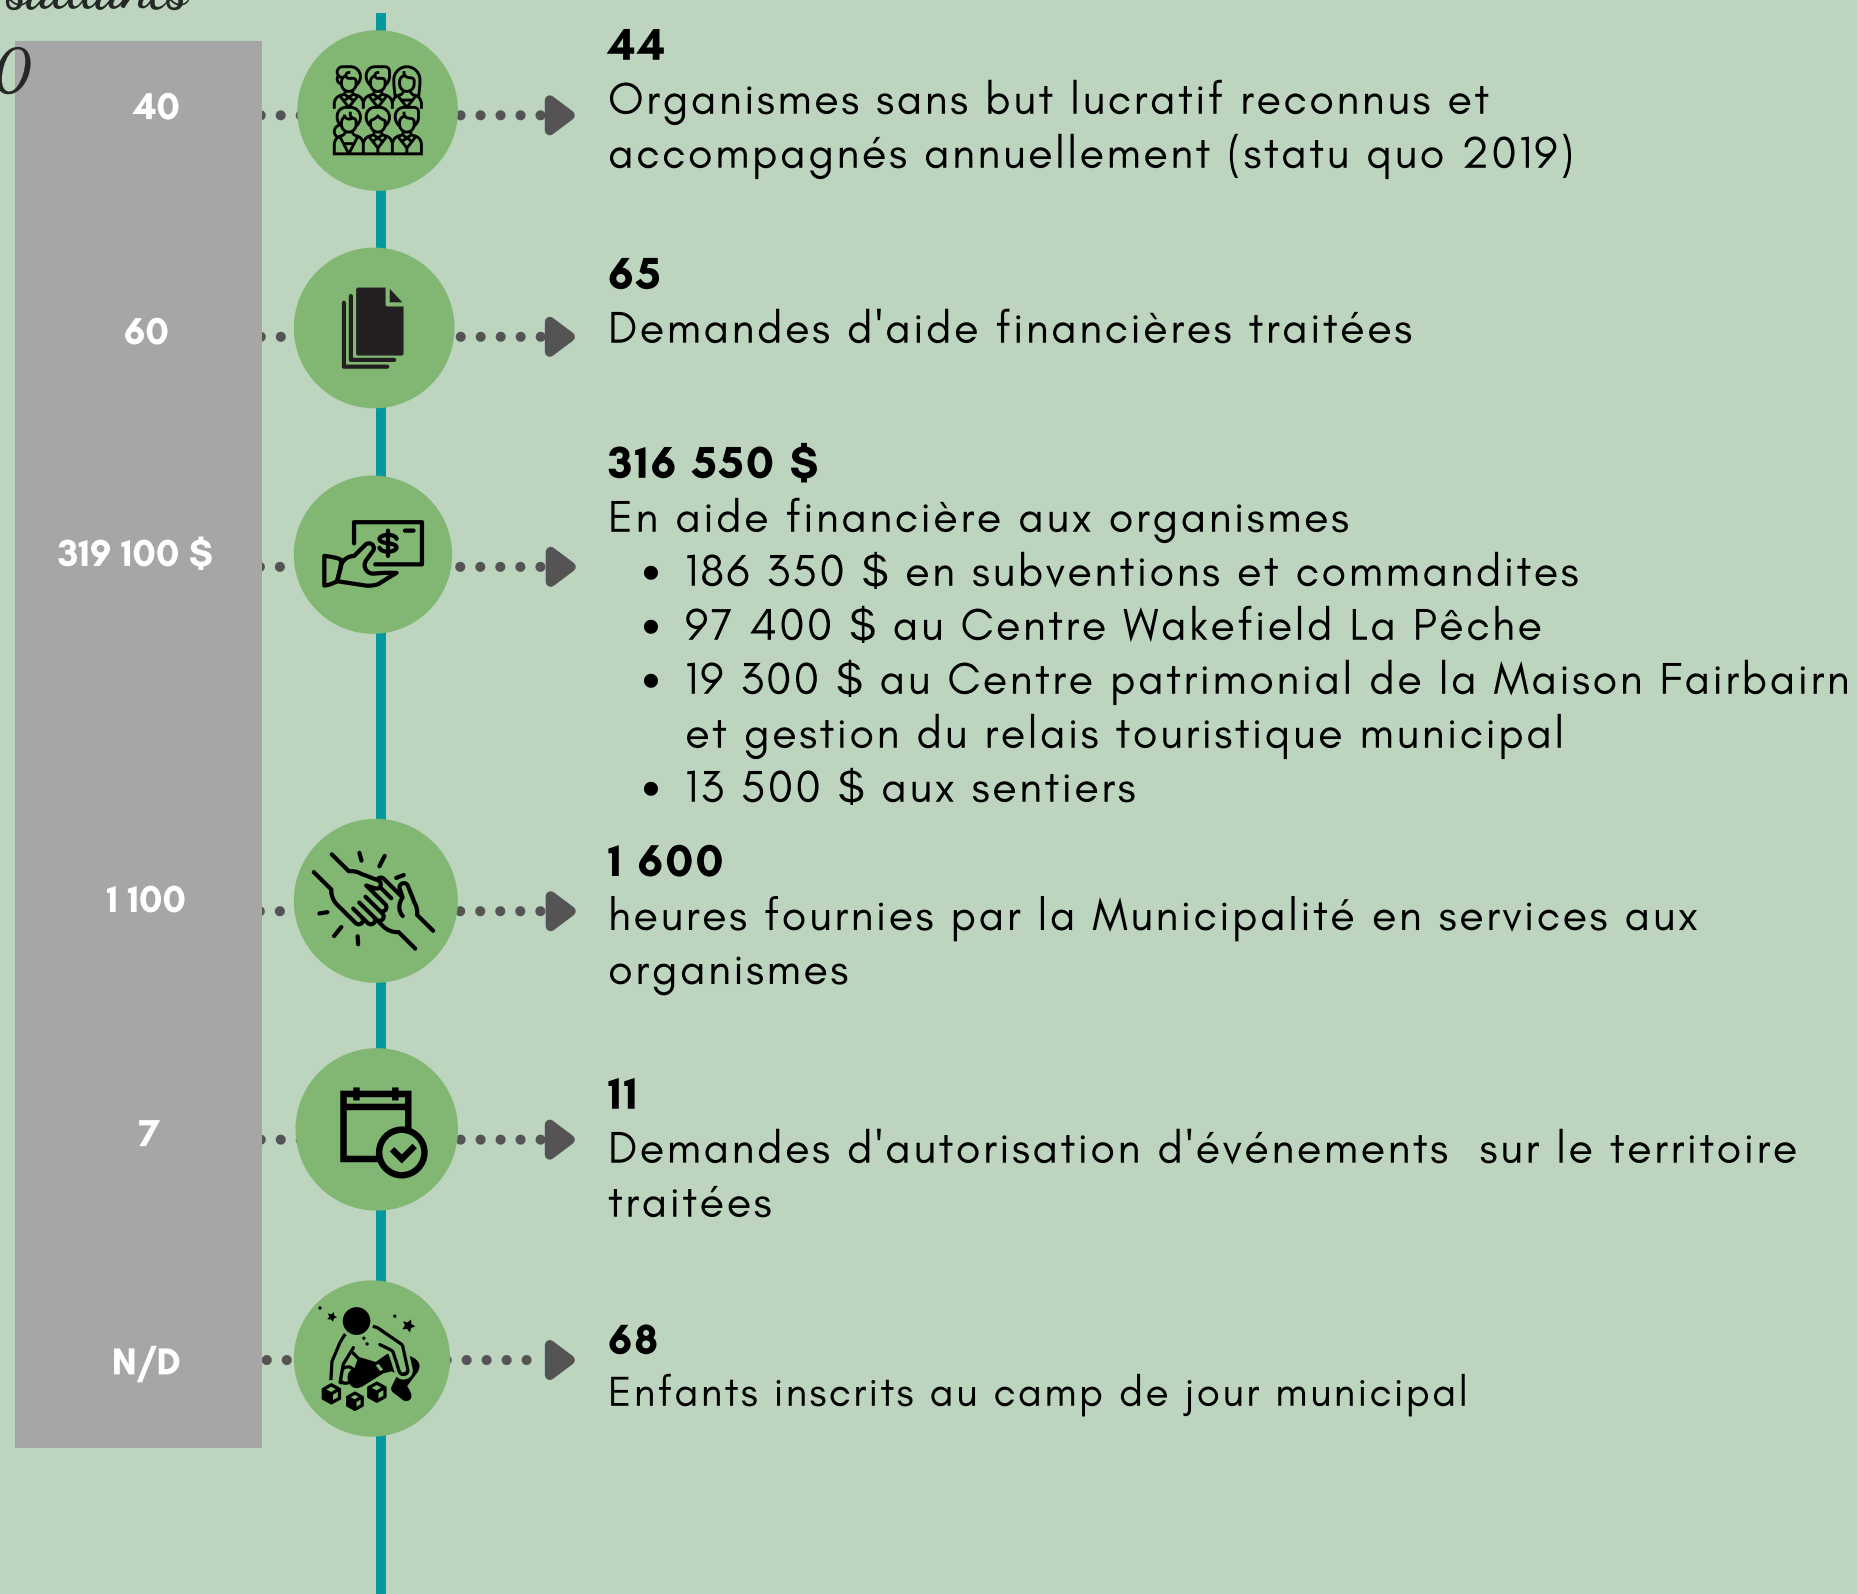 40
44
Organismes sans but lucratif reconnus et
accompagnés annuellement (statu quo 2019)
60
65
Demandes d'aide financières traitées
319 100 $
316 550 $
En aide financière aux organismes
• 186 350 $ en subventions et commandites
• 97 400 $ au Centre Wakefield La Pêche
• 19 300 $ au Centre patrimonial de la Maison Fairbairn
et gestion du relais touristique municipal
• 13 500 $ aux sentiers
1 100
1 600
heures fournies par la Municipalité en services aux
organismes
7
11
Demandes d'autorisation d'événements  sur le territoire
traitées
N/D
68
Enfants inscrits au camp de jour municipal